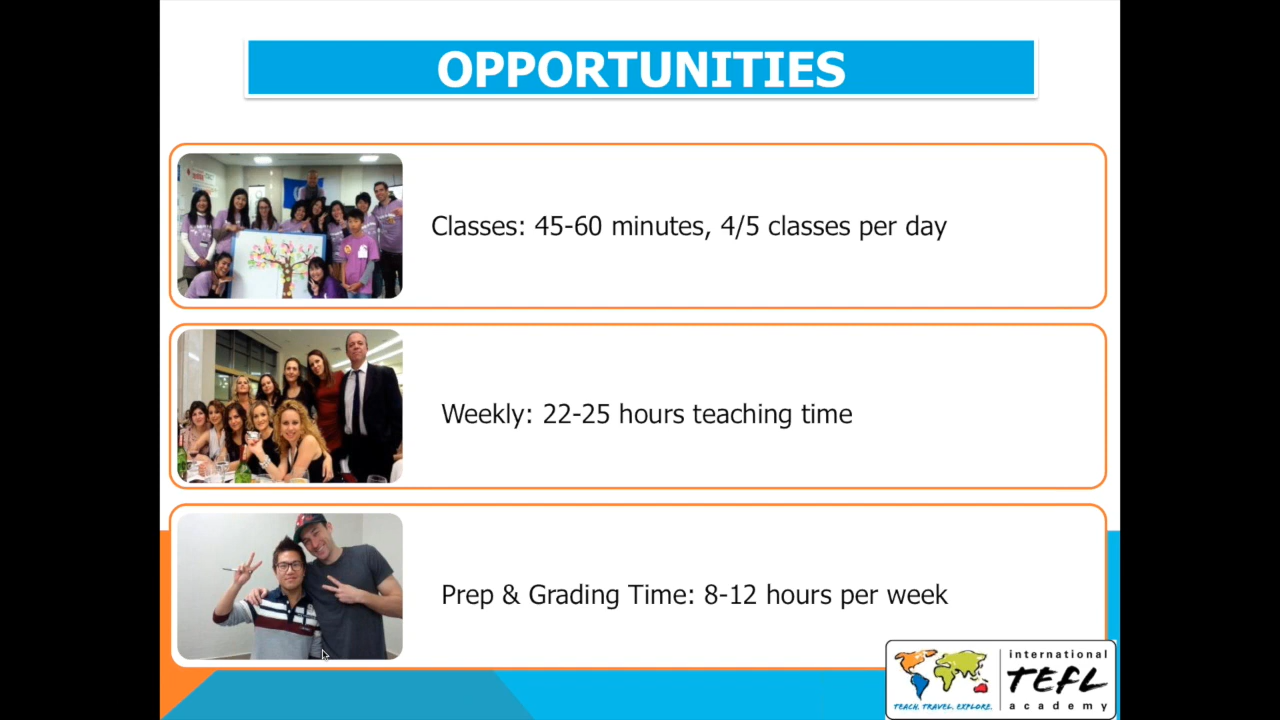 OPPORTUNITIES
Classes: 45-60 minutes, 4/5 classes per day
Weekly: 22-25 hours teaching time
Prep & Grading Time: 8-12 hours per week
international
TEFL
academy
TEACH. TRAVEL. EXPLORE.